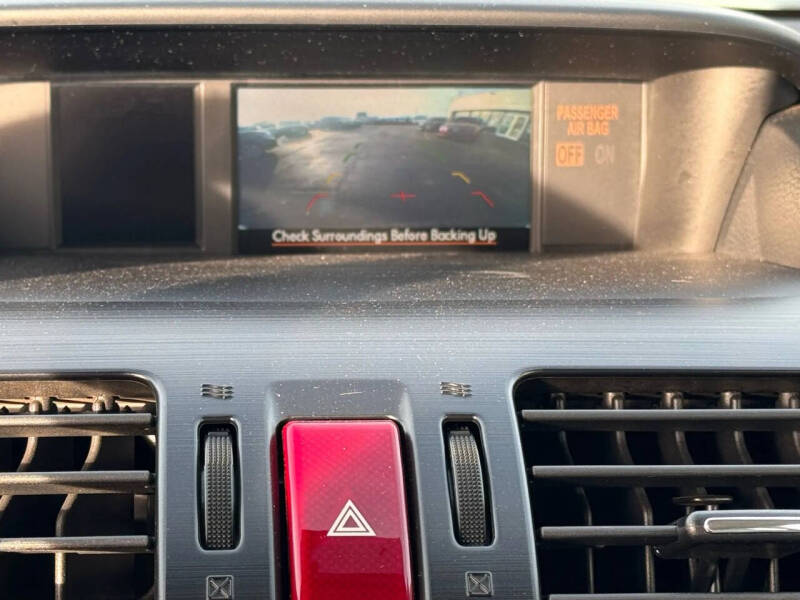 PASSENGER
AIR BAG
OFF ON
Check Surroundings Before Backing Up